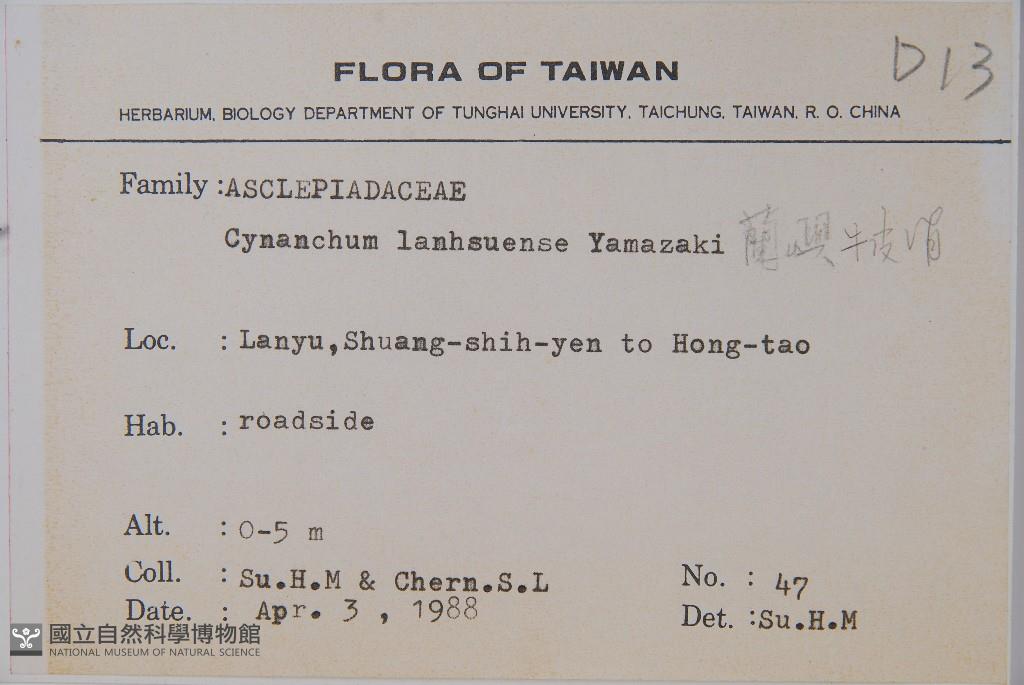 FLORA OF TAIWAN
D13
HERBARIUM, BIOLOGY DEPARTMENT OF TUNGHAI UNIVERSITY, TAICHUNG, TAIWAN, R. O. CHINA
Family :ASCLEPIADACEAE
Cynanchum lanhsuense Yamazaki 蘭嶼牛皮消
Loc. : Lanyu,Shuang-shih-yen to Hong-tao
Hab. : roadside
Alt. : 0-5 m
Coll. : Su.H.M & Chern.S.L No. : 47
Date. : Apr. 3 , 1988 Det. :Su.H.M
國立自然科學博物館
NATIONAL MUSEUM OF NATURAL SCIENCE